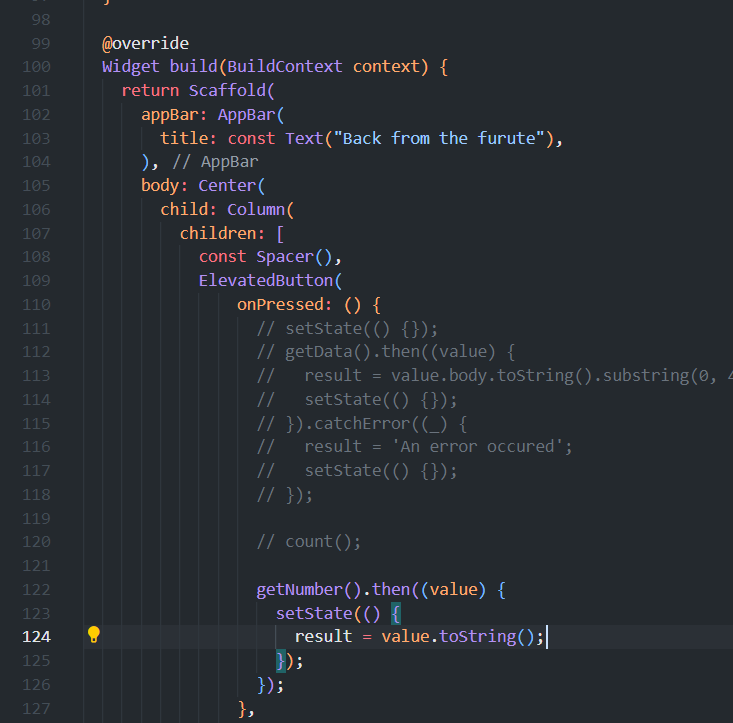 98 }
99 @override
100 Widget build(BuildContext context) {
101 return Scaffold(
102 appBar: AppBar(
103 title: const Text("Back from the furute"),
104 ), // AppBar
105 body: Center(
106 child: Column(
107 children: [
108 const Spacer(),
109 ElevatedButton(
110 onPressed: () {
111 // setState(() {});
112 // getData().then((value) {
113 //   result = value.body.toString().substring(0, 4
114 //   setState(() {});
115 // }).catchError((_) {
116 //   result = 'An error occured';
117 //   setState(() {});
118 // });
119
120 // count();
121
122 getNumber().then((value) {
123 setState(() {
124 result = value.toString();
125 });
126 });
127 },